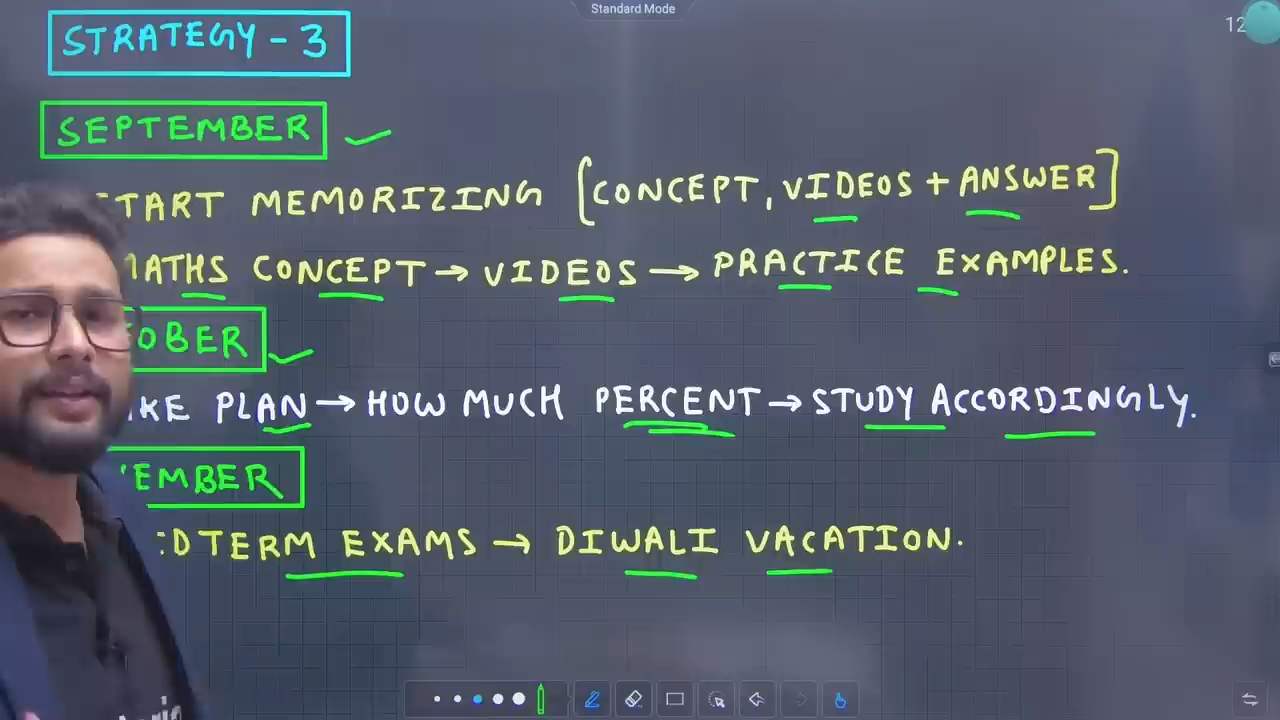 Standard Mode
12
STRATEGY - 3
SEPTEMBER
TART MEMORIZING [CONCEPT, VIDEOS + ANSWER]
MATHS CONCEPT → VIDEOS → PRACTICE EXAMPLES.
OBER
KE PLAN → HOW MUCH PERCENT → STUDY ACCORDINGLY.
EMBER
DTERM EXAMS → DIWALI VACATION.